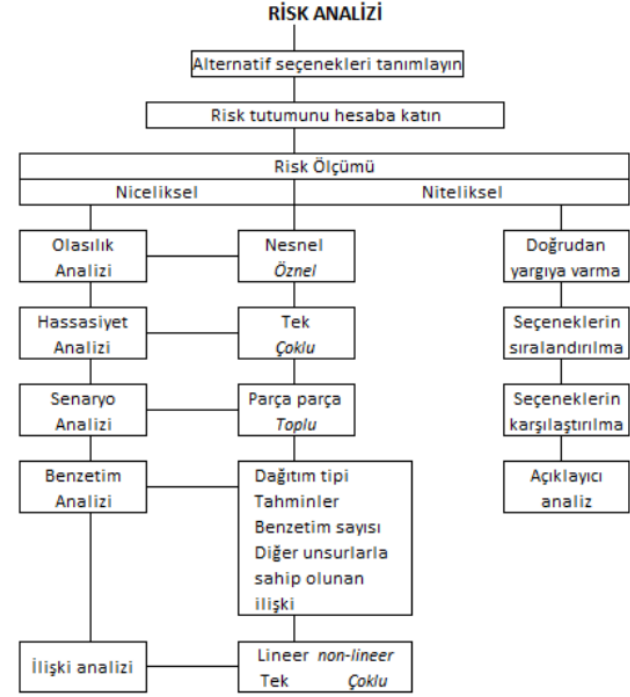 RİSK ANALİZİ
Alternatif seçenekleri tanımlayın
Risk tutumunu hesaba katın
Risk Ölçümü
Niceliksel
Niteliksel
Olasılık
Analizi
Nesnel
Öznel
Doğrudan
yargıya varma
Hassasiyet
Analizi
Tek
Çoklu
Seçeneklerin
sıralandırılma
Senaryo
Analizi
Parça parça
Toplu
Seçeneklerin
karşılaştırılma
Benzetim
Analizi
Dağıtım tipi
Tahminler
Benzetim sayısı
Diğer unsurlarla
sahip olunan
ilişki
Açıklayıcı
analiz
İlişki analizi
Lineer non-lineer
Tek Çoklu